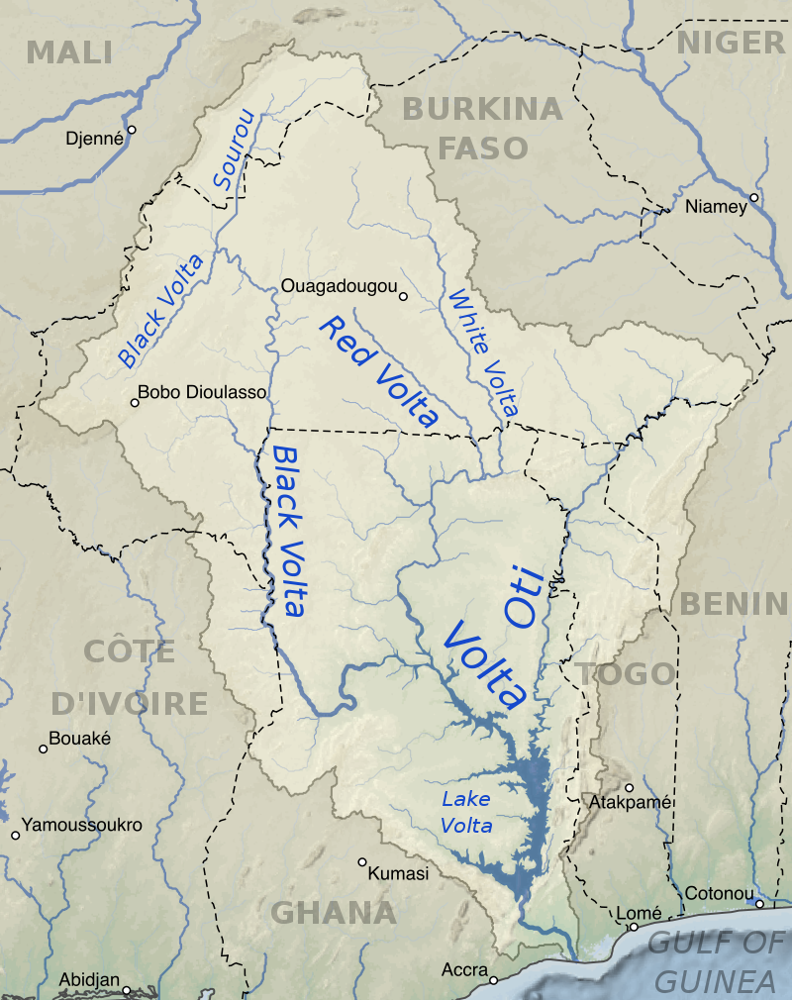 MALI
NIGER
BURKINA
FASO
Djenné
Sourou
Niamey
Black Volta
Ouagadougou
White Volta
Red Volta
Bobo Dioulasso
Black Volta
Oti
Volta
BENIN
CÔTE
D'IVOIRE
TOGO
Bouaké
Lake
Volta
Atakpamé
Yamoussoukro
Kumasi
GHANA
Cotonou
Lomé
GULF OF
GUINEA
Accra
Abidjan